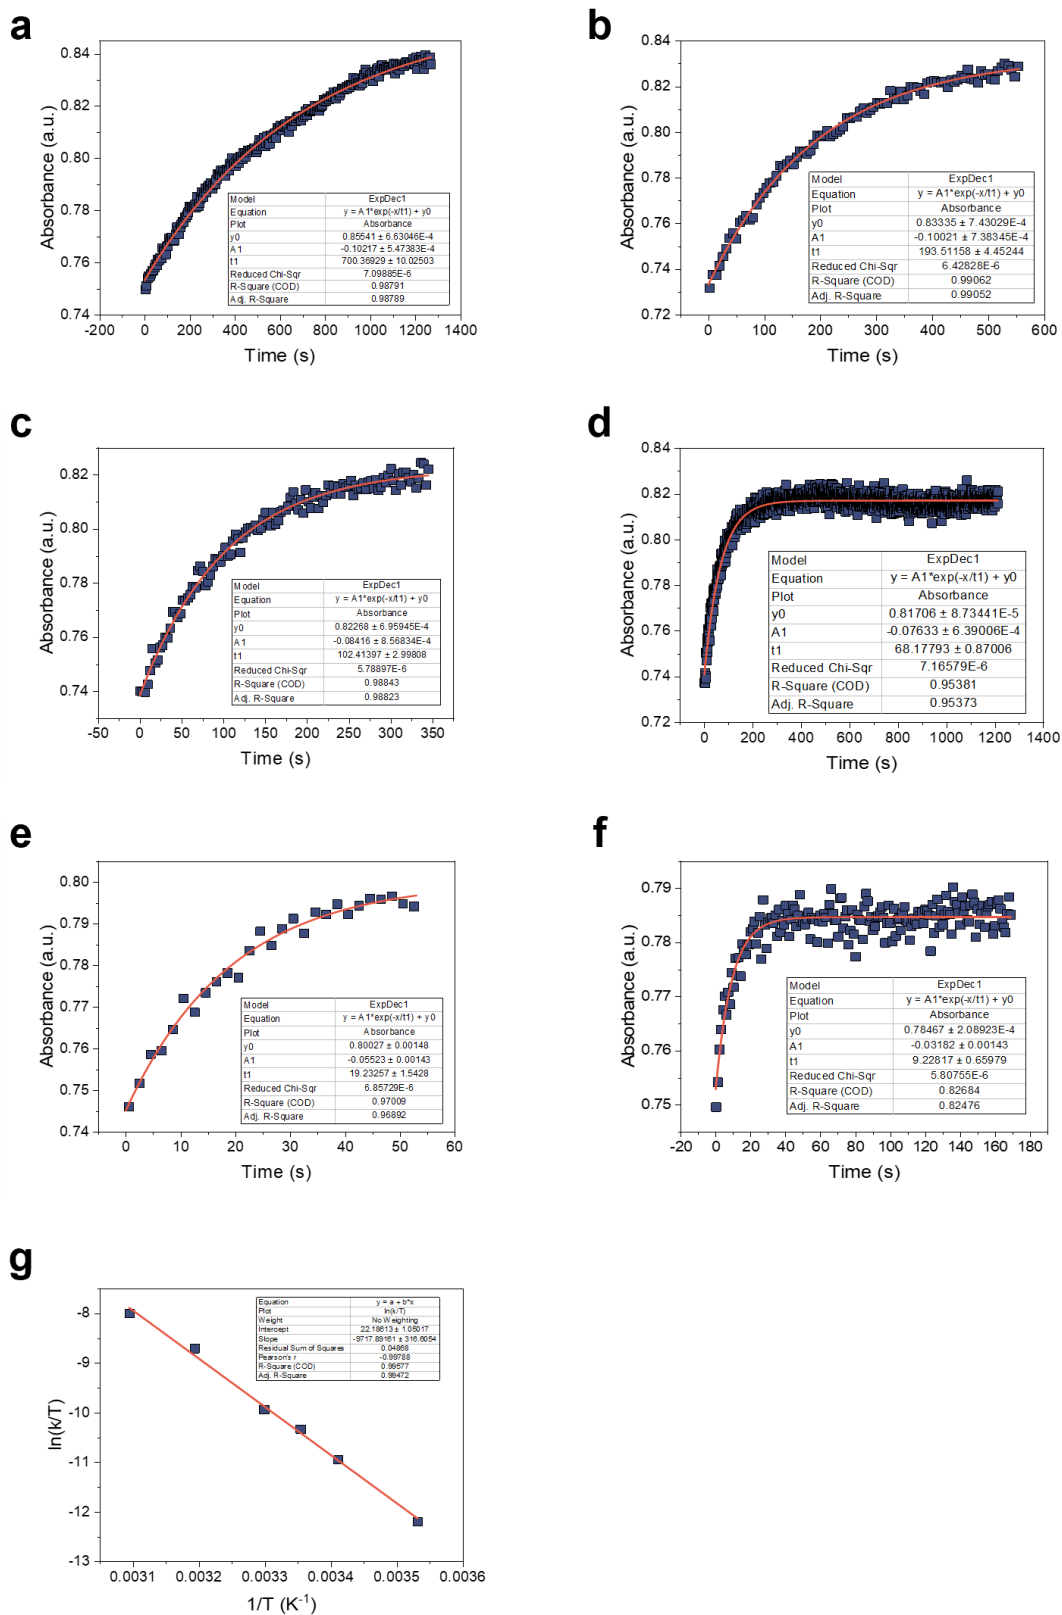 a
0.84
0.82
0.80
0.78
0.76
0.74
Absorbance (a.u.)
-200 0 200 400 600 800 1000 1200 1400
Time (s)
Model ExpDec1
Equation y = A1*exp(-x/t1) + y0
Plot Absorbance
y0 0.85541 ± 6.63046E-4
A1 -0.10217 ± 5.47383E-4
t1 700.36929 ± 10.02503
Reduced Chi-Sqr 7.09885E-6
R-Square (COD) 0.98791
Adj. R-Square 0.98789
b
0.84
0.82
0.80
0.78
0.76
0.74
0.72
Absorbance (a.u.)
0 100 200 300 400 500 600
Time (s)
Model ExpDec1
Equation y = A1*exp(-x/t1) + y0
Plot Absorbance
y0 0.83335 ± 7.43029E-4
A1 -0.10021 ± 7.38345E-4
t1 193.51158 ± 4.45244
Reduced Chi-Sqr 6.42828E-6
R-Square (COD) 0.99062
Adj. R-Square 0.99052
c
0.82
0.80
0.78
0.76
0.74
Absorbance (a.u.)
-50 0 50 100 150 200 250 300 350
Time (s)
Model ExpDec1
Equation y = A1*exp(-x/t1) + y0
Plot Absorbance
y0 0.82268 ± 6.95945E-4
A1 -0.08416 ± 8.56834E-4
t1 102.41397 ± 2.99808
Reduced Chi-Sqr 5.78897E-6
R-Square (COD) 0.98843
Adj. R-Square 0.98823
d
0.84
0.82
0.80
0.78
0.76
0.74
0.72
Absorbance (a.u.)
0 200 400 600 800 1000 1200 1400
Time (s)
Model ExpDec1
Equation y = A1*exp(-x/t1) + y0
Plot Absorbance
y0 0.81706 ± 8.73441E-5
A1 -0.07633 ± 6.39006E-4
t1 68.17793 ± 0.87006
Reduced Chi-Sqr 7.16579E-6
R-Square (COD) 0.95381
Adj. R-Square 0.95373
e
0.80
0.79
0.78
0.77
0.76
0.75
0.74
Absorbance (a.u.)
0 10 20 30 40 50 60
Time (s)
Model ExpDec1
Equation y = A1*exp(-x/t1) + y0
Plot Absorbance
y0 0.80027 ± 0.00148
A1 -0.05523 ± 0.00143
t1 19.23257 ± 1.5428
Reduced Chi-Sqr 6.85729E-6
R-Square (COD) 0.97009
Adj. R-Square 0.96892
f
0.79
0.78
0.77
0.76
0.75
Absorbance (a.u.)
-20 0 20 40 60 80 100 120 140 160 180
Time (s)
Model ExpDec1
Equation y = A1*exp(-x/t1) + y0
Plot Absorbance
y0 0.78467 ± 2.08923E-4
A1 -0.03182 ± 0.00143
t1 9.22817 ± 0.65979
Reduced Chi-Sqr 5.80755E-6
R-Square (COD) 0.82684
Adj. R-Square 0.82476
g
-8
-9
-10
-11
-12
-13
ln(k/T)
0.0031 0.0032 0.0033 0.0034 0.0035 0.0036
1/T (K⁻¹)
Equation y = a + b*x
Plot ln(k/T)
Weight No Weighting
Intercept 22.18613 ± 1.05017
Slope -9717.89161 ± 316.6054
Residual Sum of Squares 0.04868
Pearson's r -0.99788
R-Square (COD) 0.99577
Adj. R-Square 0.99472